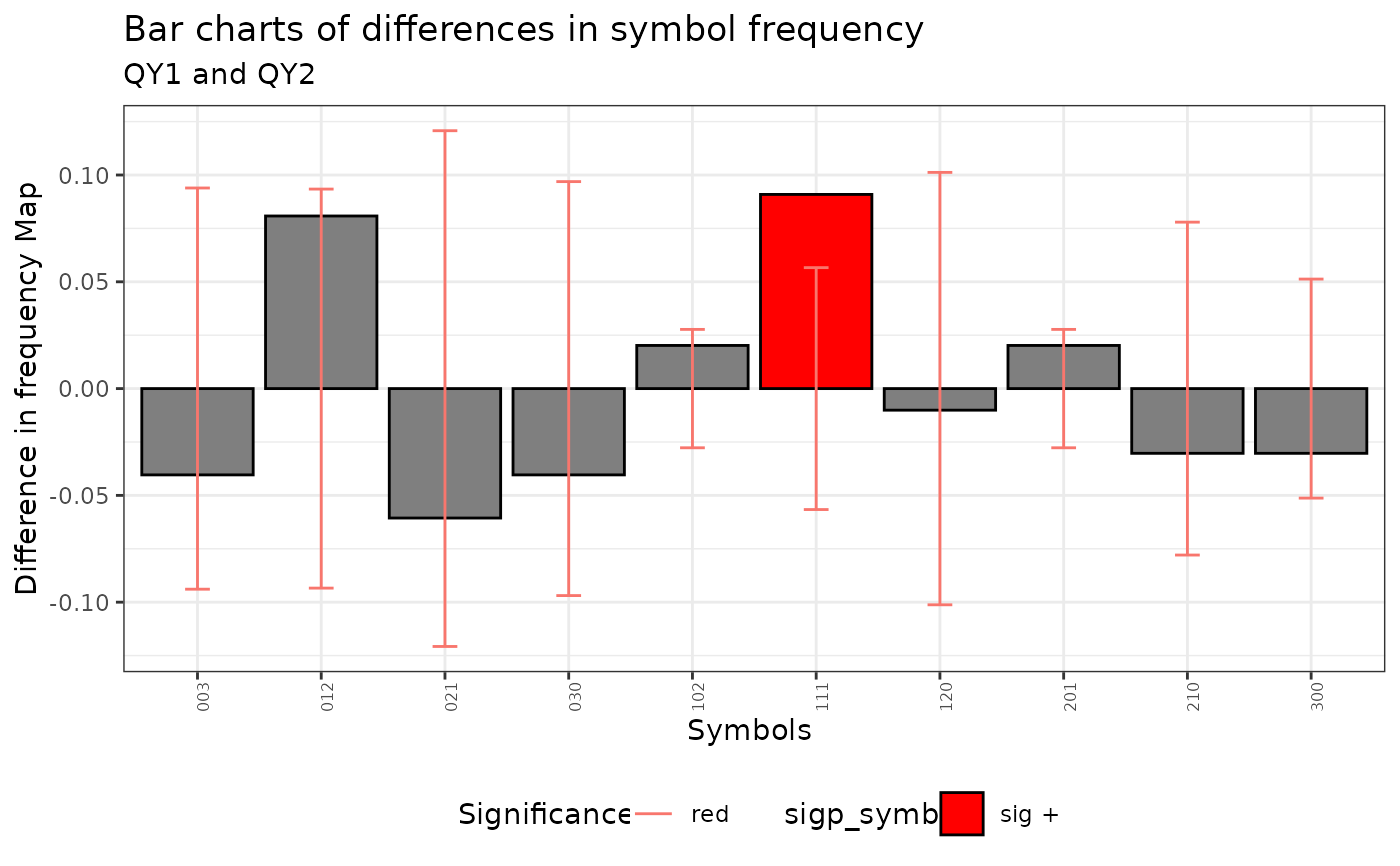 Bar charts of differences in symbol frequency
QY1 and QY2
Difference in frequency Map
0.10
0.05
0.00
-0.05
-0.10
003 012 021 030 102 111 120 201 210 300
Symbols
Significance red sigp_symb sig +